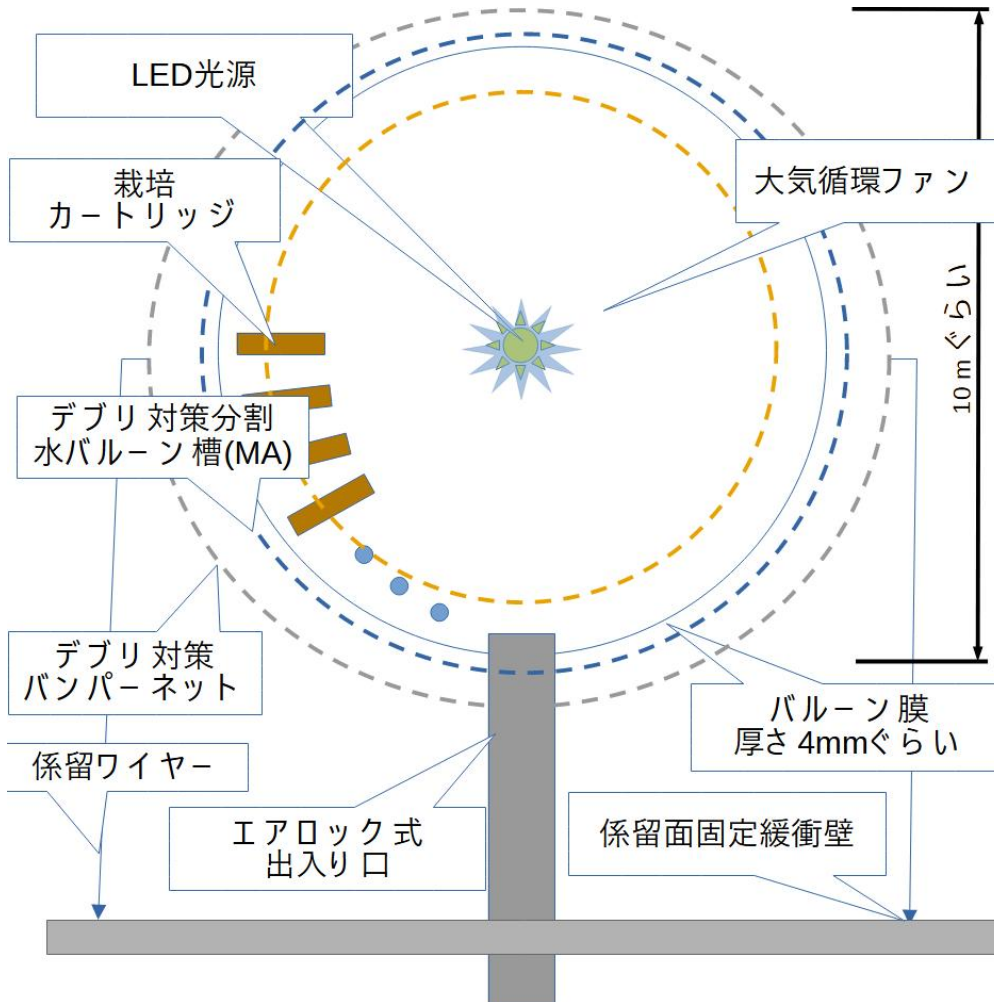 LED光源
大気循環ファン
栽培
カートリッジ
10mぐらい
デブリ対策分割
水バルーン槽(MA)
デブリ対策
バンパーネット
バルーン膜
厚さ4mmぐらい
係留ワイヤー
エアロック式
出入り口
係留面固定緩衝壁